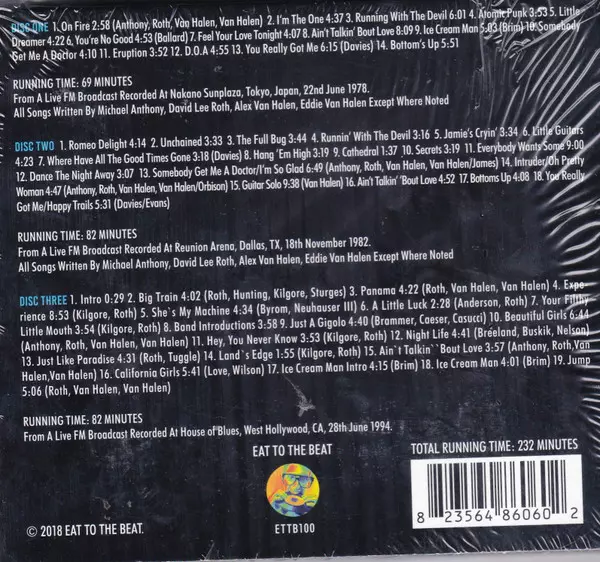 DISC ONE 1. On Fire 2:58 (Anthony, Roth, Van Halen, Van Halen) 2. I'm The One 4:37 3. Running With The Devil 6:01 4. Atomic Punk 3:53 5. Little
Dreamer 4:22 6. You're No Good 4:53 (Ballard) 7. Feel Your Love Tonight 4:07 8. Ain't Talkin' Bout Love 8:09 9. Ice Cream Man 5:03 (Brim) 10. Somebody
Get Me A Doctor 4:10 11. Eruption 3:52 12. D.O.A 4:55 13. You Really Got Me 6:15 (Davies) 14. Bottom's Up 5:51
RUNNING TIME: 69 MINUTES
From A Live FM Broadcast Recorded At Nakano Sunplaza, Tokyo, Japan, 22nd June 1978.
All Songs Written By Michael Anthony, David Lee Roth, Alex Van Halen, Eddie Van Halen Except Where Noted
DISC TWO 1. Romeo Delight 4:14 2. Unchained 3:33 3. The Full Bug 3:44 4. Runnin' With The Devil 3:16 5. Jamie's Cryin' 3:34 6. Little Guitars
4:23 7. Where Have All The Good Times Gone 3:18 (Davies) 8. Hang 'Em High 3:19 9. Cathedral 1:37 10. Secrets 3:19 11. Everybody Wants Some 9:00
12. Dance The Night Away 3:07 13. Somebody Get Me A Doctor/I'm So Glad 6:49 (Anthony, Roth, Van Halen, Van Halen/James) 14. Intruder/Oh Pretty
Woman 4:47 (Anthony, Roth, Van Halen, Van Halen/Orbison) 15. Guitar Solo 9:38 (Van Halen) 16. Ain't Talkin' 'Bout Love 4:52 17. Bottoms Up 4:08 18. You Really
Got Me/Happy Trails 5:31 (Davies/Evans)
RUNNING TIME: 82 MINUTES
From A Live FM Broadcast Recorded At Reunion Arena, Dallas, TX, 18th November 1982.
All Songs Written By Michael Anthony, David Lee Roth, Alex Van Halen, Eddie Van Halen Except Where Noted
DISC THREE 1. Intro 0:29 2. Big Train 4:02 (Roth, Hunting, Kilgore, Sturges) 3. Panama 4:22 (Roth, Van Halen, Van Halen) 4. Expe-
rience 8:53 (Kilgore, Roth) 5. She`s My Machine 4:34 (Byrom, Neuhauser III) 6. A Little Luck 2:28 (Anderson, Roth) 7. Your Filthy
Little Mouth 3:54 (Kilgore, Roth) 8. Band Introductions 3:58 9. Just A Gigolo 4:40 (Brammer, Caeser, Casucci) 10. Beautiful Girls 6:44
(Anthony, Roth, Van Halen, Van Halen) 11. Hey, You Never Know 3:53 (Kilgore, Roth) 12. Night Life 4:41 (Breeland, Buskik, Nelson)
13. Just Like Paradise 4:31 (Roth, Tuggle) 14. Land`s Edge 1:55 (Kilgore, Roth) 15. Ain`t Talkin``Bout Love 3:57 (Anthony, Roth,Van
Halen,Van Halen) 16. California Girls 5:41 (Love, Wilson) 17. Ice Cream Man Intro 4:15 (Brim) 18. Ice Cream Man 4:01 (Brim) 19. Jump
5:06 (Roth, Van Halen, Van Halen)
RUNNING TIME: 82 MINUTES
From A Live FM Broadcast Recorded At House of Blues, West Hollywood, CA, 28th June 1994.
EAT TO THE BEAT
TOTAL RUNNING TIME: 232 MINUTES
8 23564 86060 2
© 2018 EAT TO THE BEAT.
ETTB100